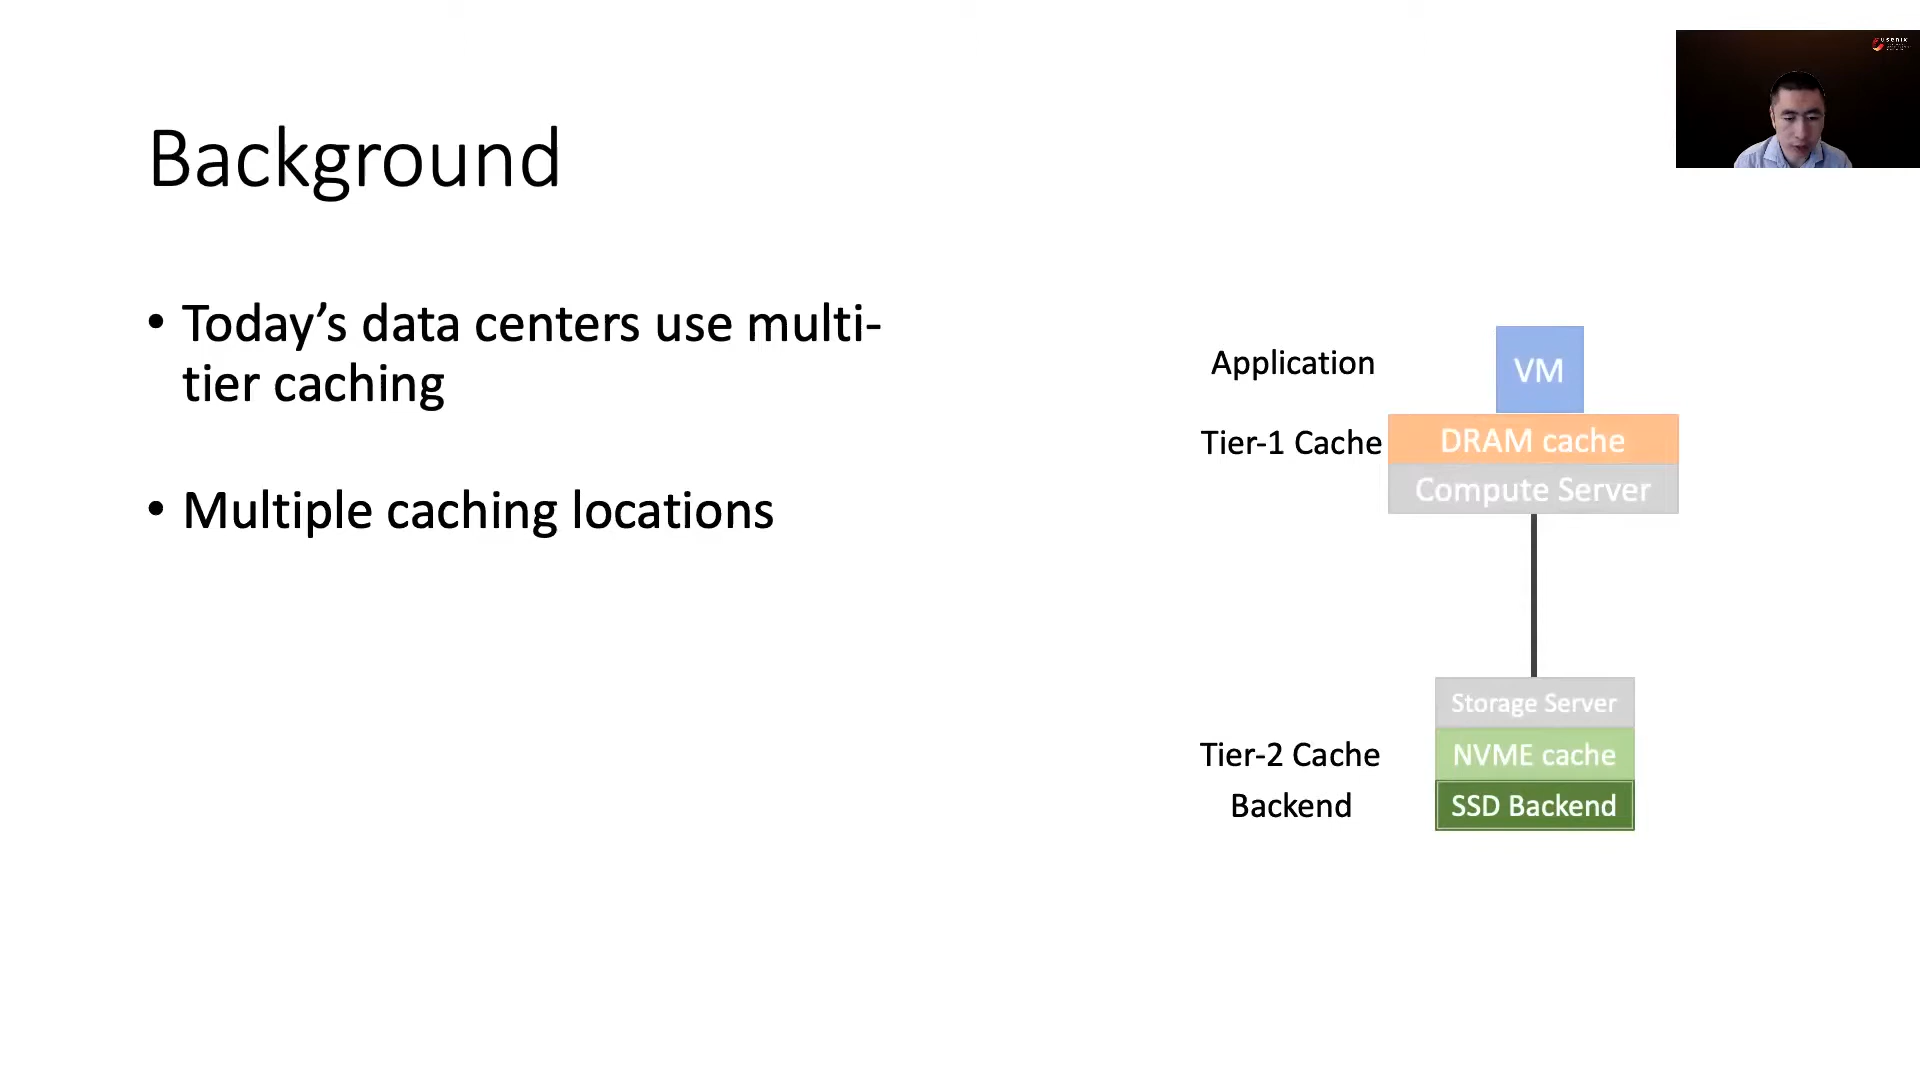 usenix
Background
• Today’s data centers use multi-
tier caching
• Multiple caching locations
Application
VM
Tier-1 Cache
DRAM cache
Compute Server
Storage Server
Tier-2 Cache
NVME cache
Backend
SSD Backend